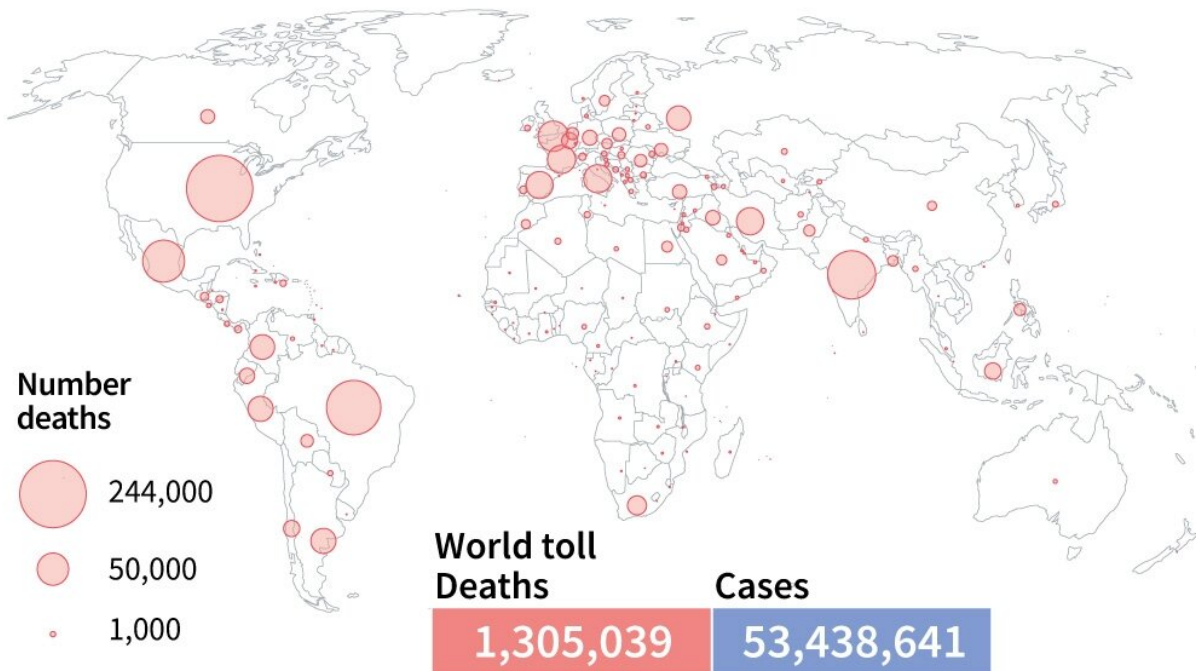 Number
deaths
244,000
50,000
1,000
World toll
Deaths
Cases
1,305,039
53,438,641